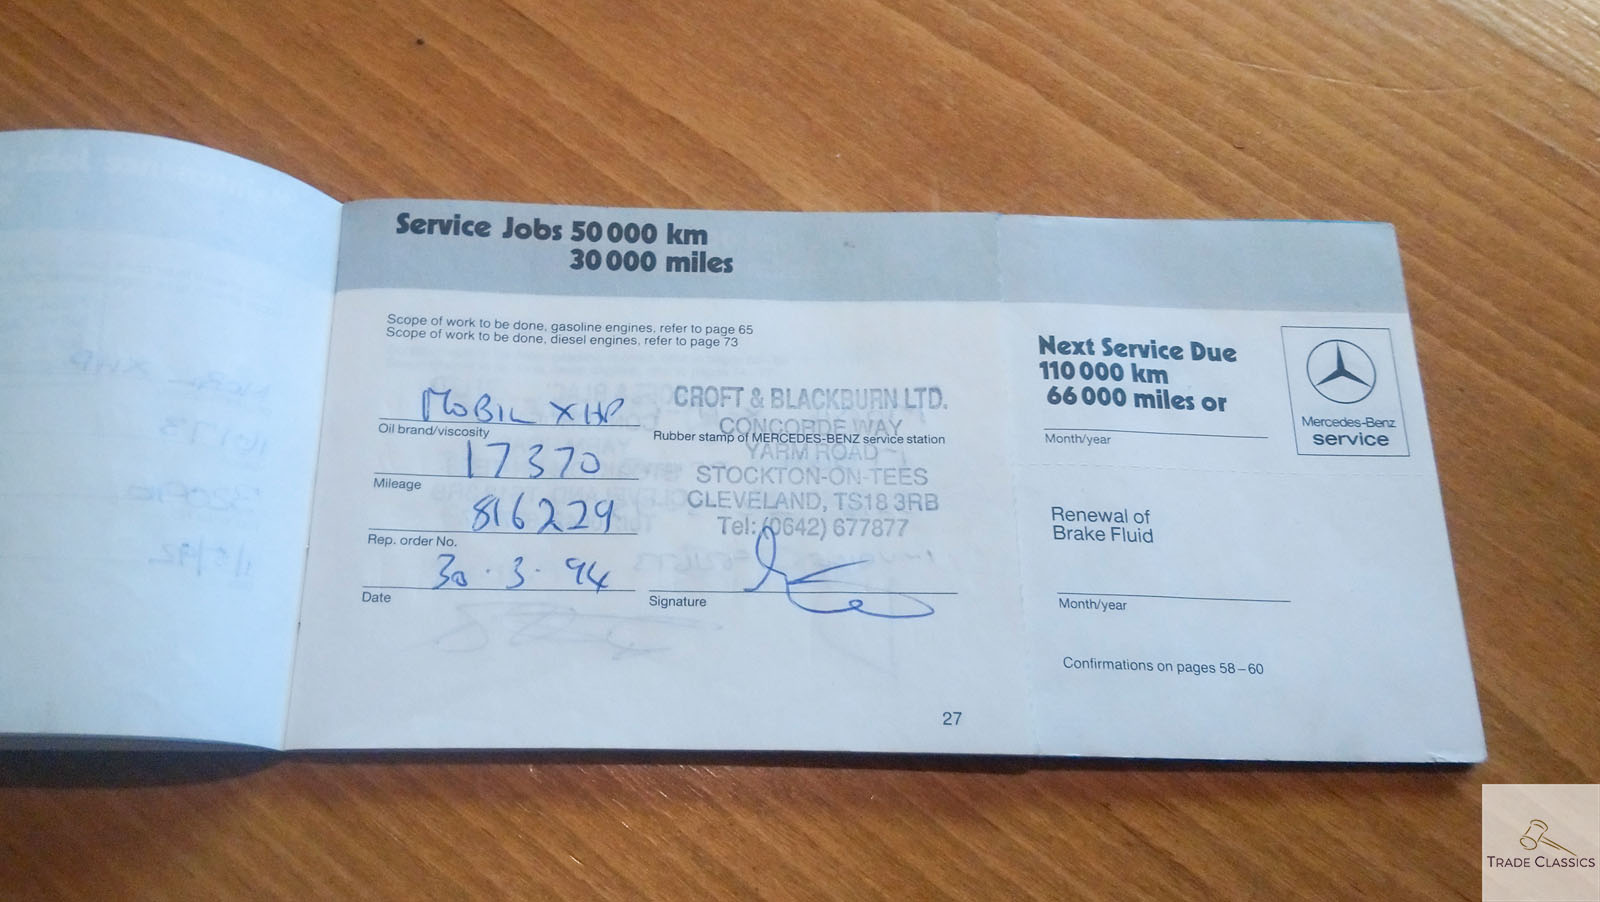 Service Jobs 50 000 km
30 000 miles
Scope of work to be done, gasoline engines, refer to page 65
Scope of work to be done, diesel engines, refer to page 73
MOBIL XHP
Oil brand/viscosity
17370
Mileage
816229
Rep. order No.
30 . 3 . 94
Date
CROFT & BLACKBURN LTD.
CONCORDE WAY
Rubber stamp of MERCEDES-BENZ service station
YARM ROAD
STOCKTON-ON-TEES
CLEVELAND, TS18 3RB
Tel: (0642) 677877
Signature
27
Next Service Due
110 000 km
66 000 miles or
Month/year
Mercedes-Benz
service
Renewal of
Brake Fluid
Month/year
Confirmations on pages 58–60
TRADE CLASSICS